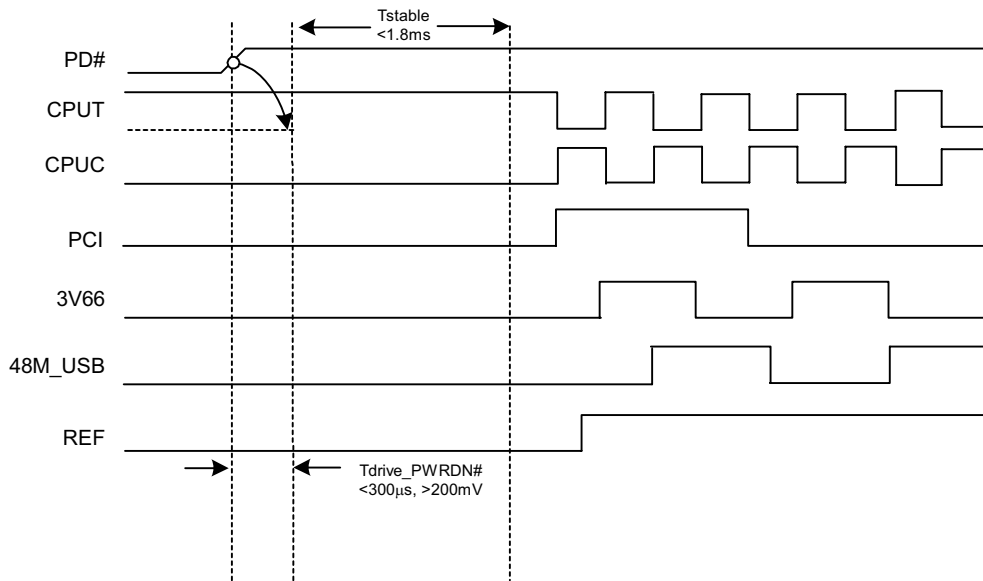 Tstable
<1.8ms
PD#
CPUT
CPUC
PCI
3V66
48M_USB
REF
Tdrive_PWRDN#
<300μs, >200mV